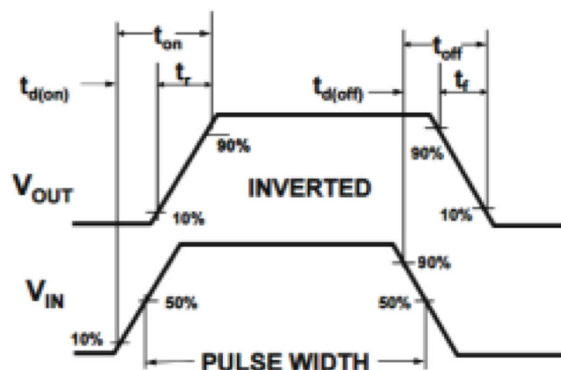 ton
toff
td(on)
tr
td(off)
tf
90%
90%
VOUT
INVERTED
10%
10%
90%
VIN
50%
50%
10%
PULSE WIDTH